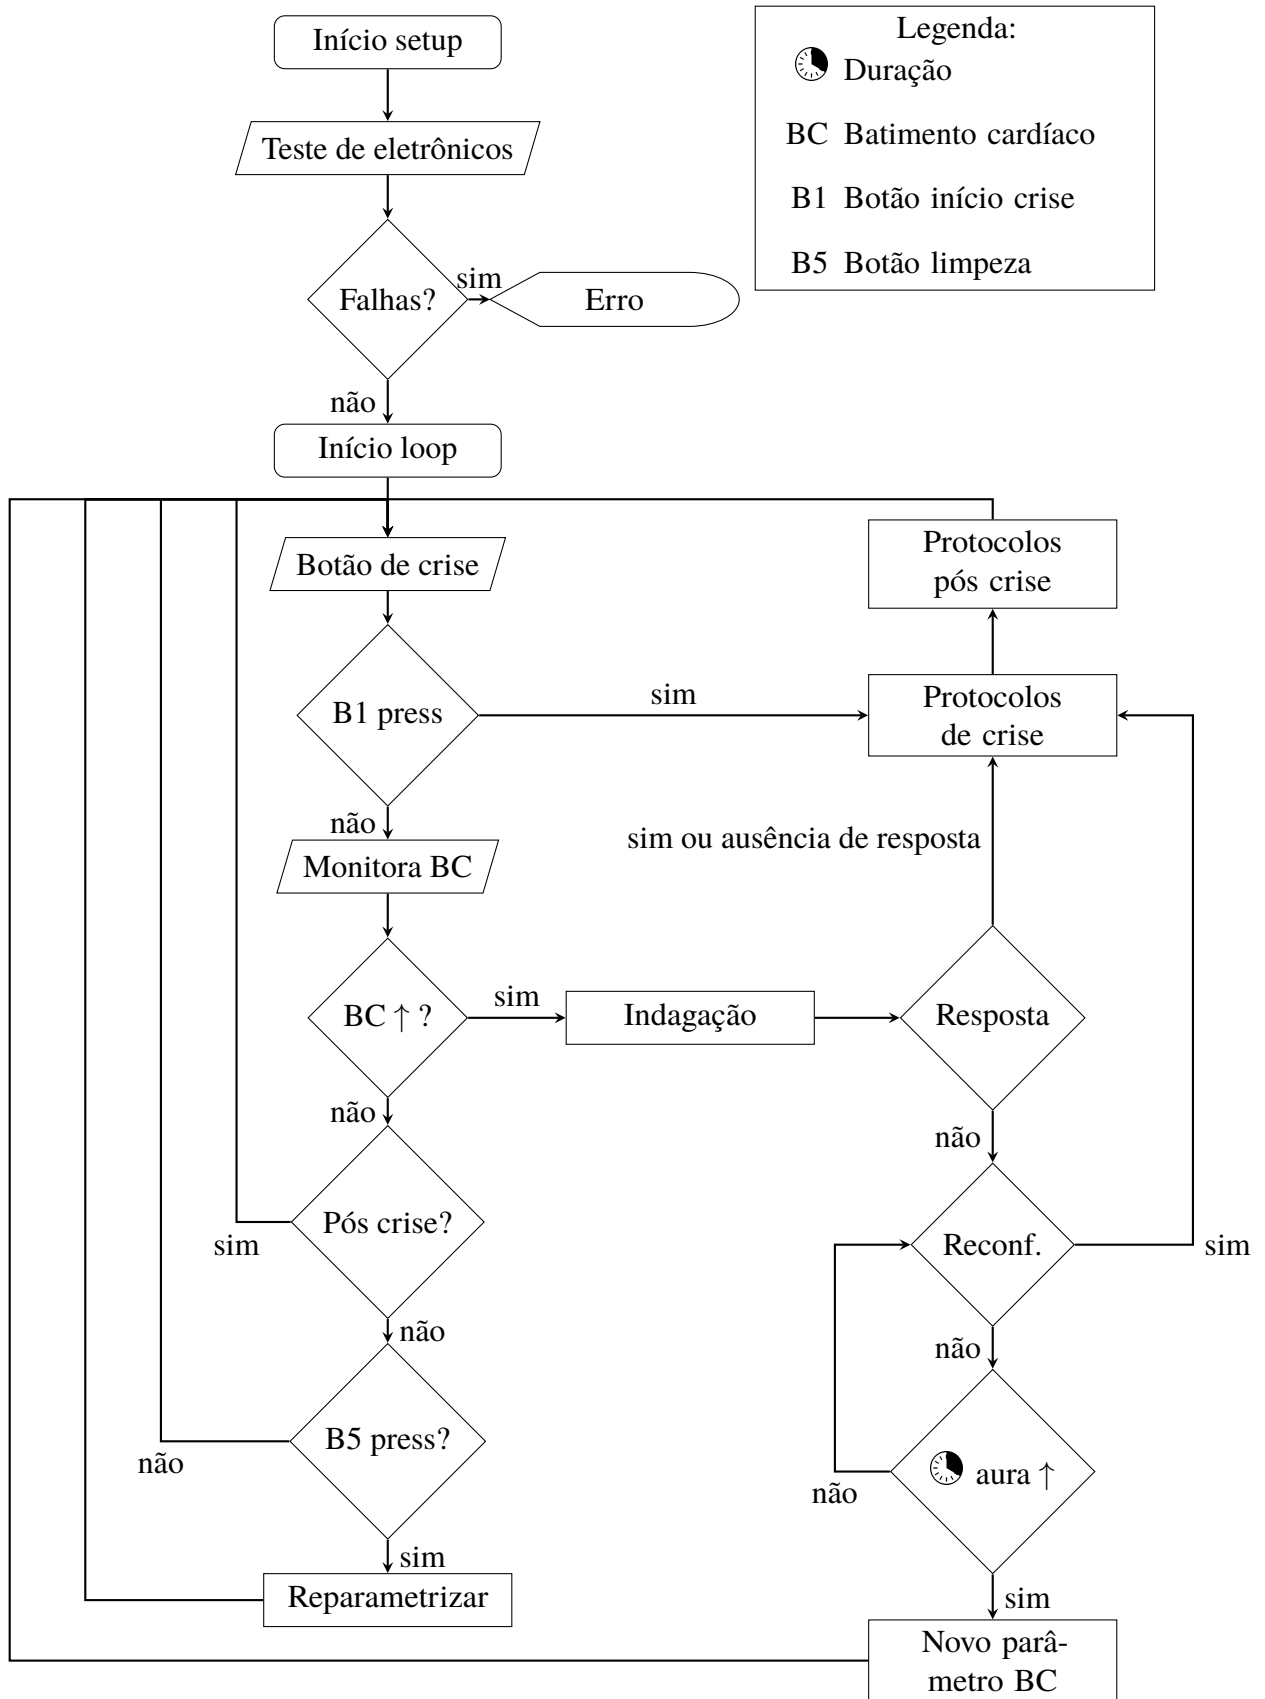 Início setup
Legenda:
Duração
BC Batimento cardíaco
B1 Botão início crise
B5 Botão limpeza
Teste de eletrônicos
Falhas?
sim
Erro
não
Início loop
Botão de crise
Protocolos
pós crise
B1 press
sim
Protocolos
de crise
não
Monitora BC
sim ou ausência de resposta
BC ↑ ?
sim
Indagação
Resposta
não
não
Pós crise?
sim
Reconf.
sim
não
não
B5 press?
não
aura ↑
não
sim
Reparametrizar
sim
Novo parâ-
metro BC